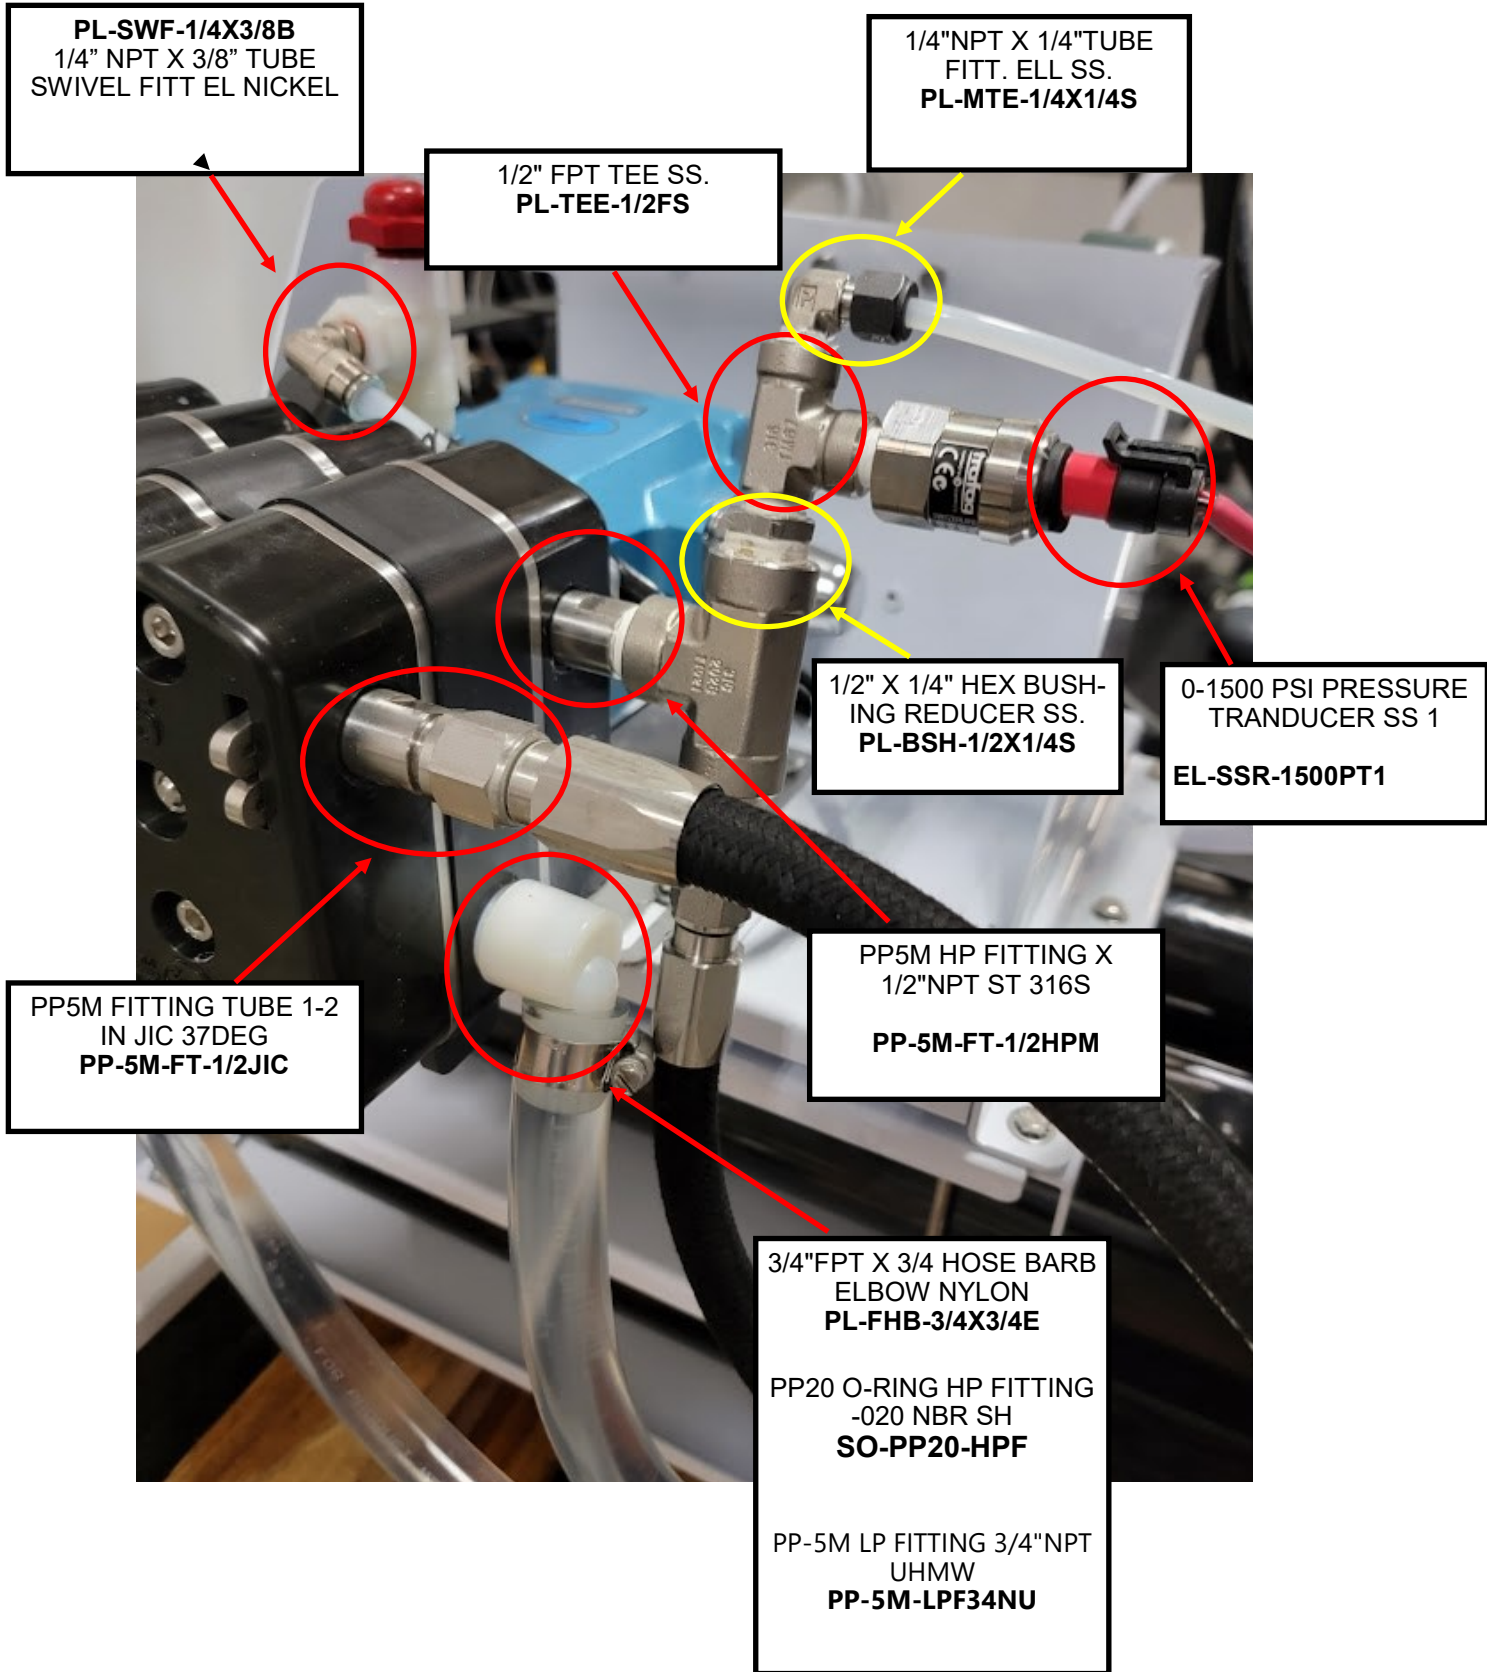 PL-SWF-1/4X3/8B
1/4” NPT X 3/8” TUBE
SWIVEL FITT EL NICKEL
1/4"NPT X 1/4"TUBE
FITT. ELL SS.
PL-MTE-1/4X1/4S
1/2" FPT TEE SS.
PL-TEE-1/2FS
316
1/2" X 1/4" HEX BUSH-
ING REDUCER SS.
PL-BSH-1/2X1/4S
0-1500 PSI PRESSURE
TRANDUCER SS 1
EL-SSR-1500PT1
PP5M FITTING TUBE 1-2
IN JIC 37DEG
PP-5M-FT-1/2JIC
PP5M HP FITTING X
1/2"NPT ST 316S
PP-5M-FT-1/2HPM
3/4"FPT X 3/4 HOSE BARB
ELBOW NYLON
PL-FHB-3/4X3/4E
PP20 O-RING HP FITTING
-020 NBR SH
SO-PP20-HPF
PP-5M LP FITTING 3/4"NPT
UHMW
PP-5M-LPF34NU